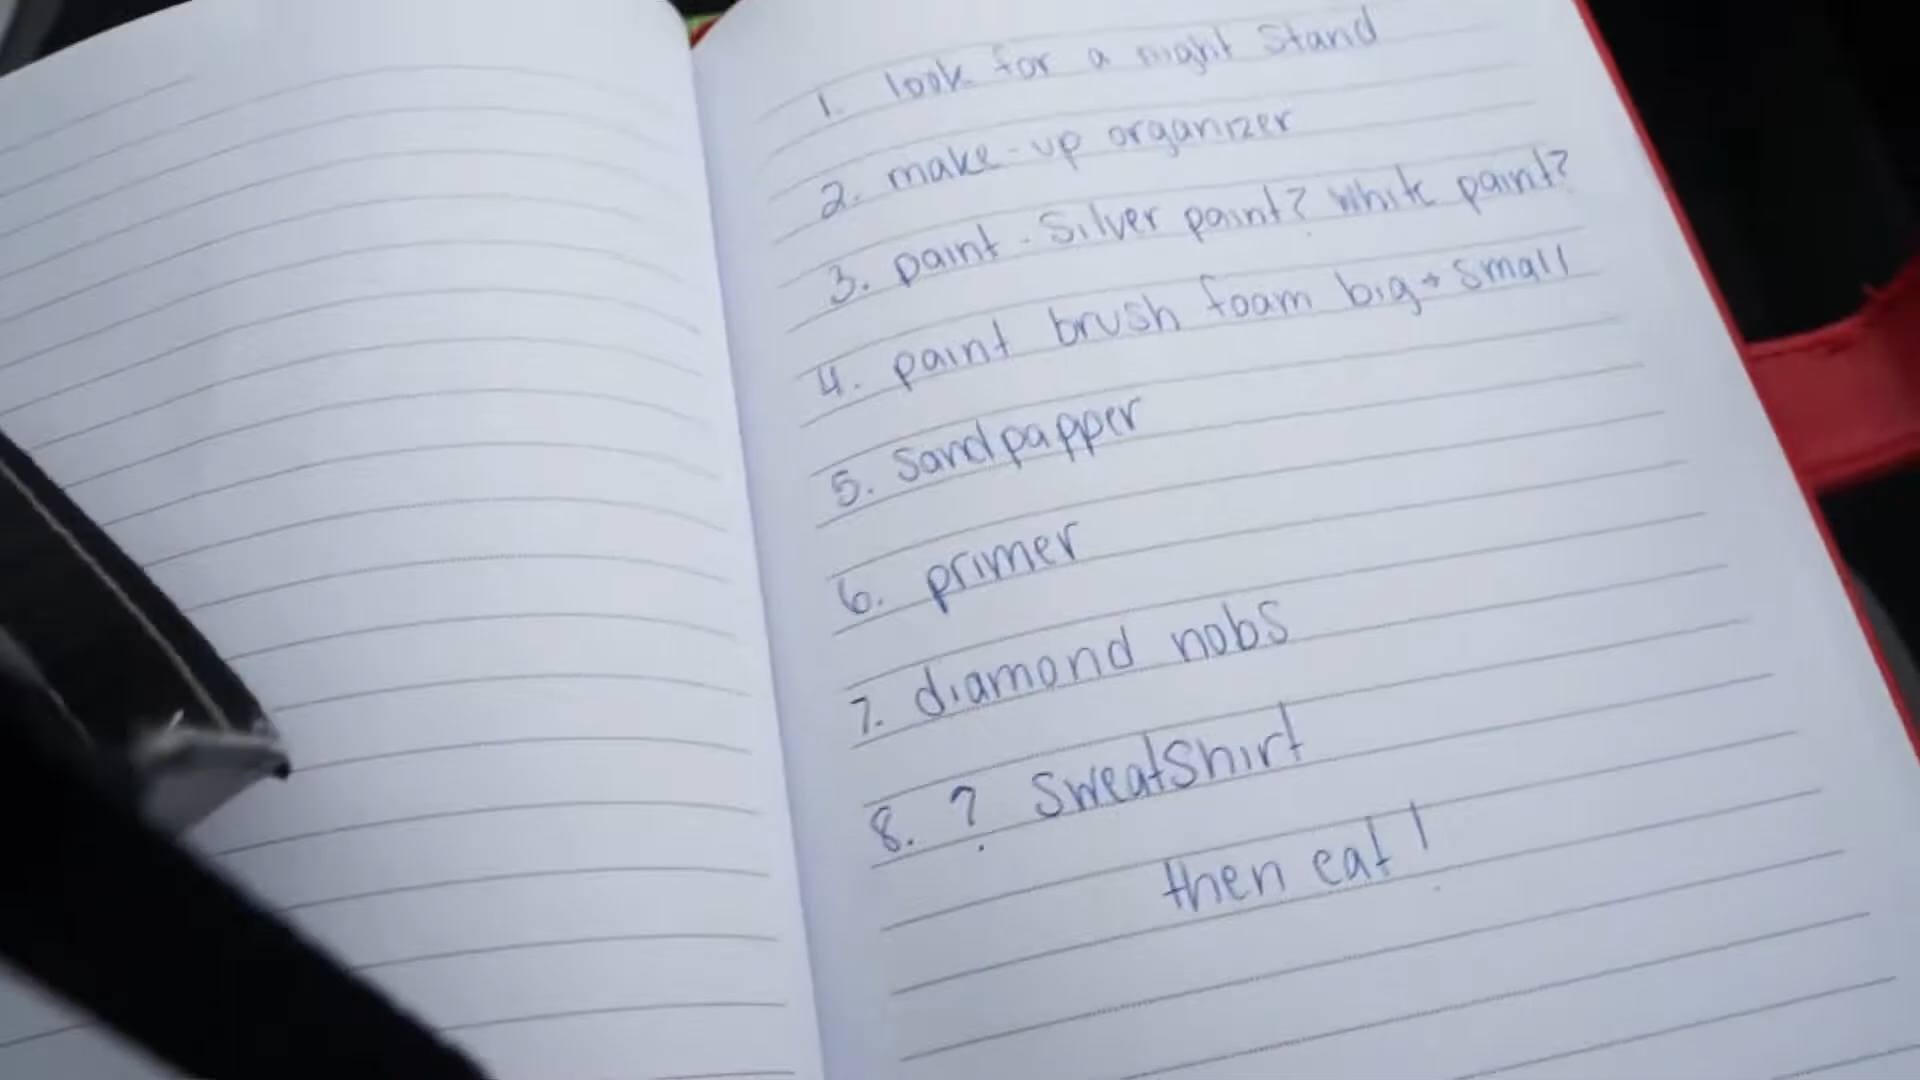 1. look for a night stand
2. make-up organizer
3. paint - Silver paint? White paint?
4. paint brush foam big + small
5. sandpapper
6. primer
7. diamond nobs
8. ? sweatshirt
then eat!